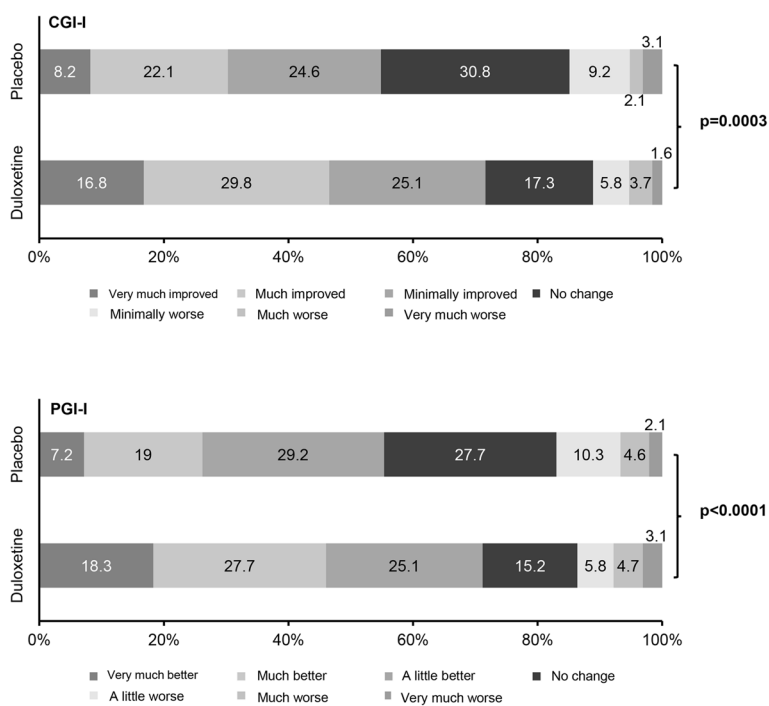 CGI-I
3.1
Placebo
8.2 22.1 24.6 30.8 9.2
2.1
p=0.0003
1.6
Duloxetine
16.8 29.8 25.1 17.3 5.8 3.7
0% 20% 40% 60% 80% 100%
Very much improved Much improved Minimally improved No change
Minimally worse Much worse Very much worse
PGI-I
2.1
Placebo
7.2 19 29.2 27.7 10.3 4.6
p<0.0001
3.1
Duloxetine
18.3 27.7 25.1 15.2 5.8 4.7
0% 20% 40% 60% 80% 100%
Very much better Much better A little better No change
A little worse Much worse Very much worse